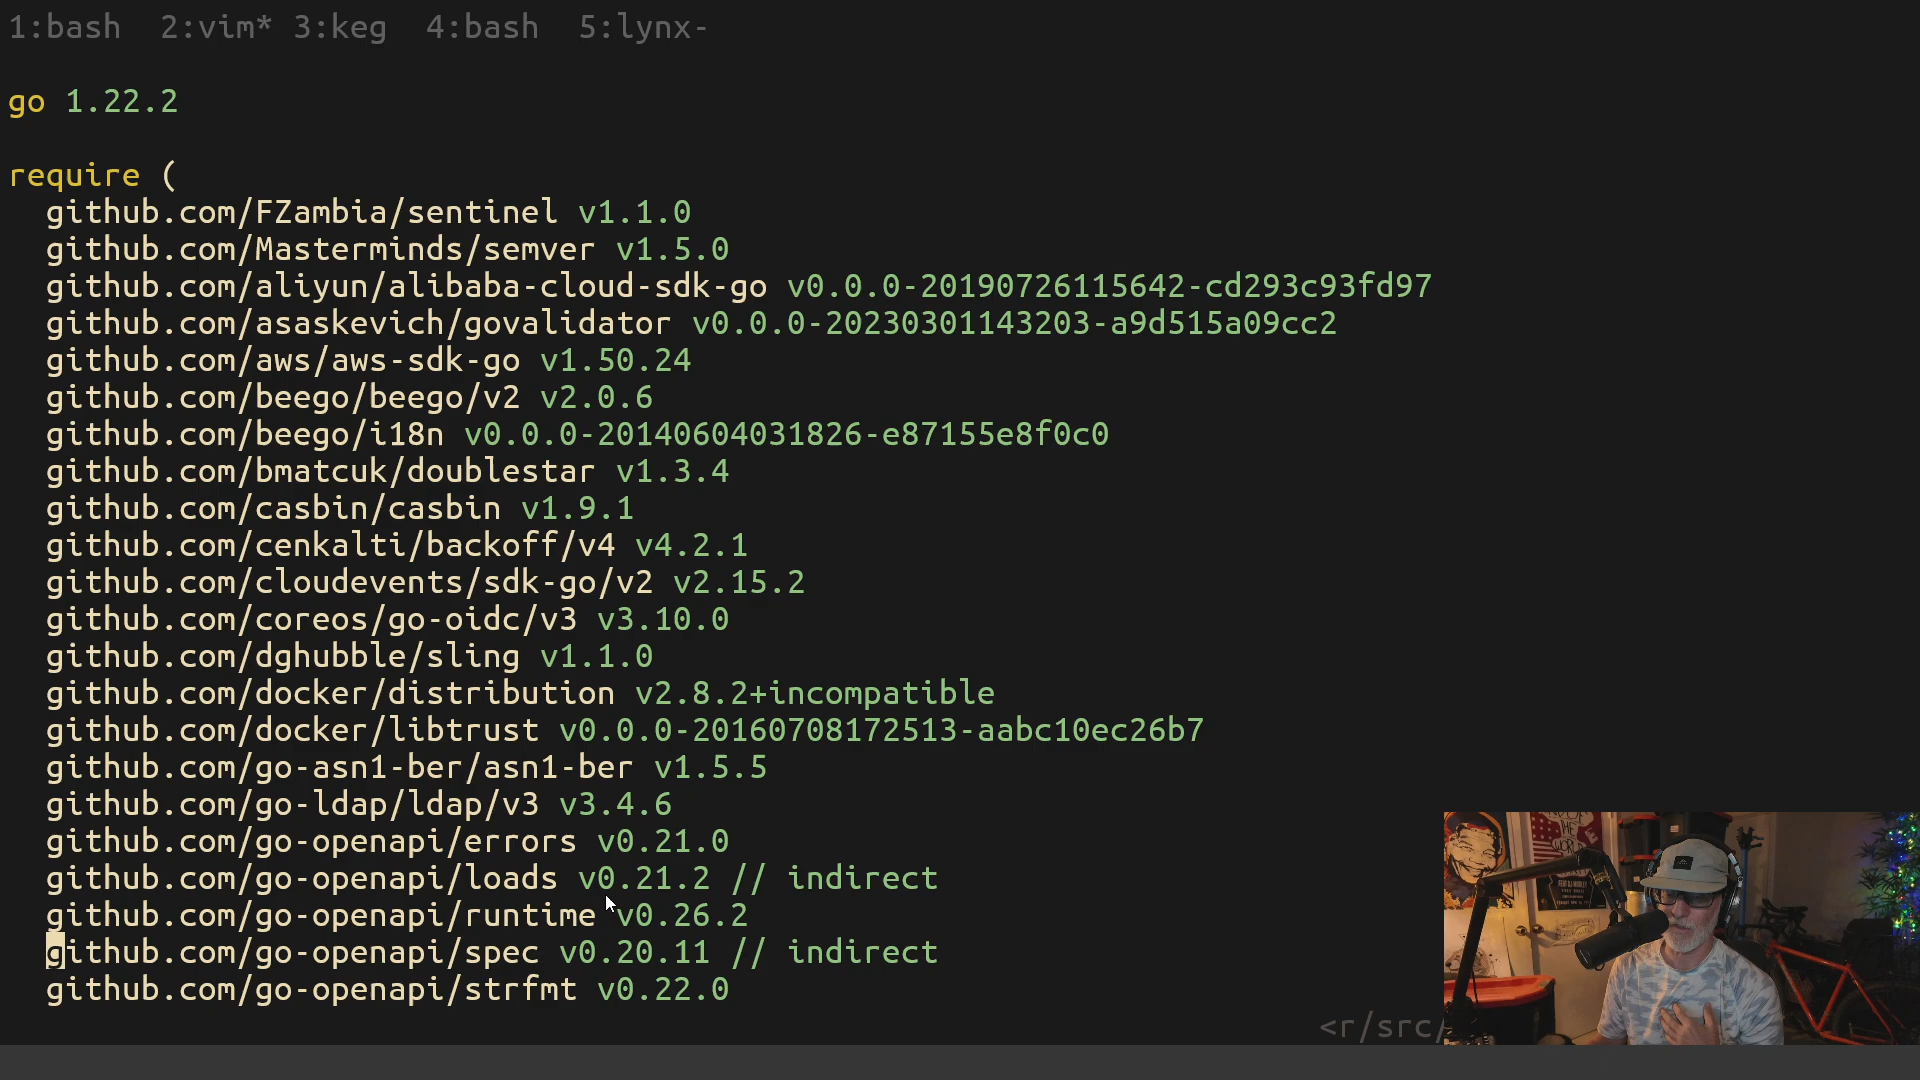 1:bash  2:vim* 3:keg  4:bash  5:lynx-
go 1.22.2
require (
github.com/FZambia/sentinel v1.1.0
github.com/Masterminds/semver v1.5.0
github.com/aliyun/alibaba-cloud-sdk-go v0.0.0-20190726115642-cd293c93fd97
github.com/asaskevich/govalidator v0.0.0-20230301143203-a9d515a09cc2
github.com/aws/aws-sdk-go v1.50.24
github.com/beego/beego/v2 v2.0.6
github.com/beego/i18n v0.0.0-20140604031826-e87155e8f0c0
github.com/bmatcuk/doublestar v1.3.4
github.com/casbin/casbin v1.9.1
github.com/cenkalti/backoff/v4 v4.2.1
github.com/cloudevents/sdk-go/v2 v2.15.2
github.com/coreos/go-oidc/v3 v3.10.0
github.com/dghubble/sling v1.1.0
github.com/docker/distribution v2.8.2+incompatible
github.com/docker/libtrust v0.0.0-20160708172513-aabc10ec26b7
github.com/go-asn1-ber/asn1-ber v1.5.5
github.com/go-ldap/ldap/v3 v3.4.6
github.com/go-openapi/errors v0.21.0
github.com/go-openapi/loads v0.21.2 // indirect
github.com/go-openapi/runtime v0.26.2
github.com/go-openapi/spec v0.20.11 // indirect
github.com/go-openapi/strfmt v0.22.0
<r/src/